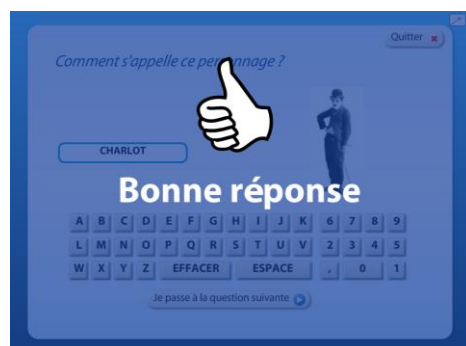 Quitter
Comment s'appelle ce personnage ?
CHARLOT
Bonne réponse
A B C D E F G H I J K 6 7 8 9
L M N O P Q R S T U V 2 3 4 5
W X Y Z EFFACER ESPACE , 0 1
Je passe à la question suivante